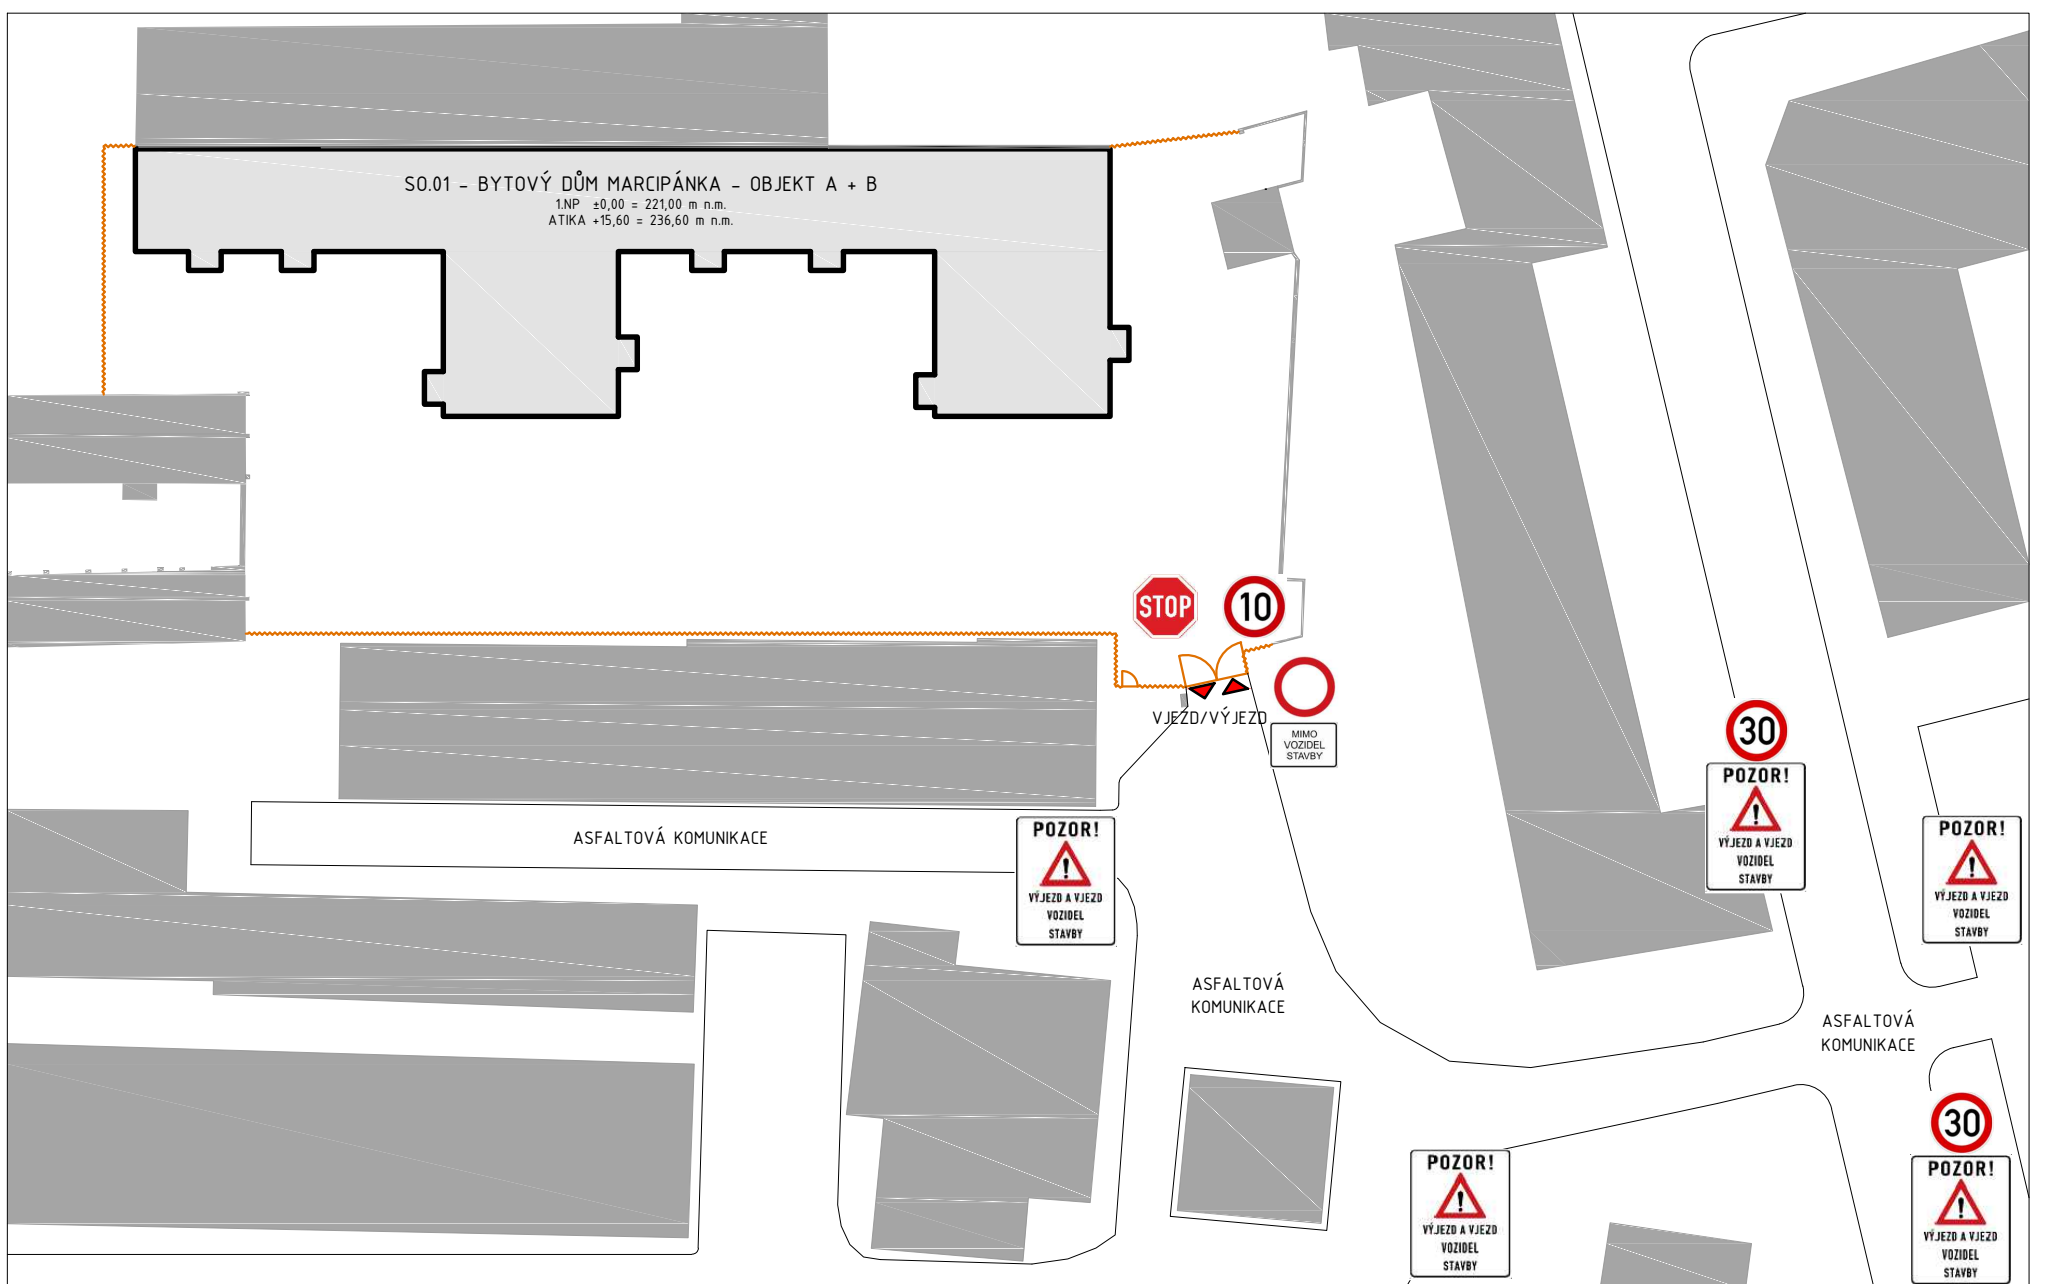 SO.01 - BYTOVÝ DŮM MARCIPÁNKA - OBJEKT A + B
1.NP ±0,00 = 221,00 m n.m.
ATIKA +15,60 = 236,60 m n.m.
STOP
10
VJEZD/VÝJEZD
MIMO
VOZIDEL
STAVBY
30
POZOR!
!
VÝJEZD A VJEZD
VOZIDEL
STAVBY
POZOR!
!
VÝJEZD A VJEZD
VOZIDEL
STAVBY
ASFALTOVÁ KOMUNIKACE
POZOR!
!
VÝJEZD A VJEZD
VOZIDEL
STAVBY
ASFALTOVÁ
KOMUNIKACE
ASFALTOVÁ
KOMUNIKACE
POZOR!
!
VÝJEZD A VJEZD
VOZIDEL
STAVBY
30
POZOR!
!
VÝJEZD A VJEZD
VOZIDEL
STAVBY